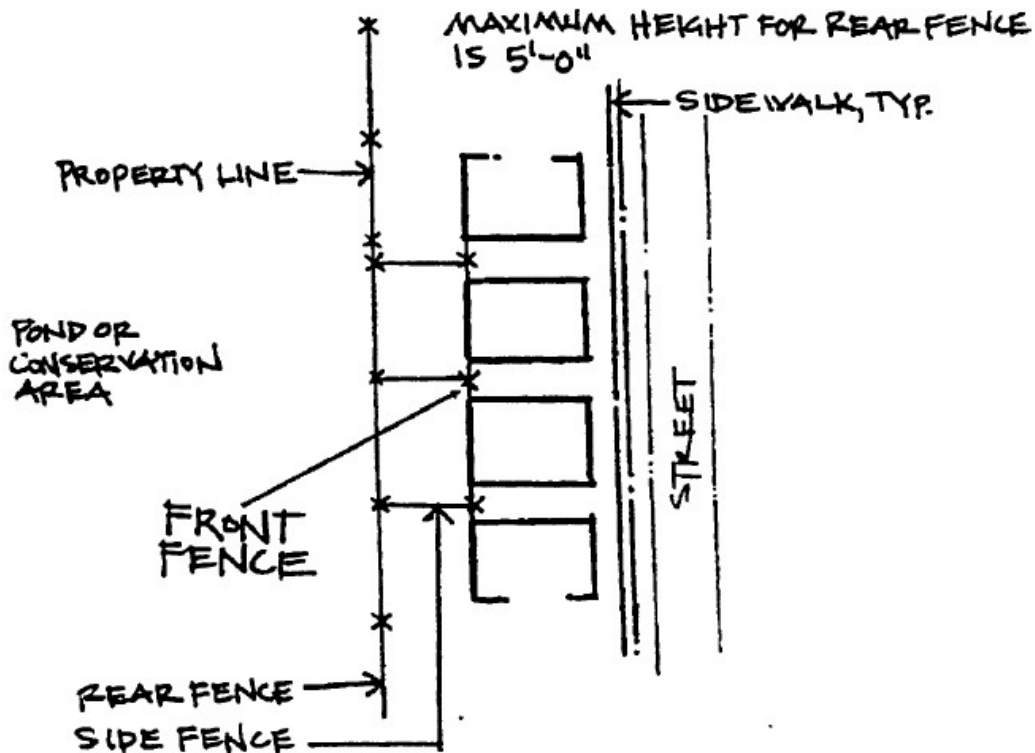 MAXIMUM HEIGHT FOR REAR FENCE
IS 5'-0"
SIDEWALK, TYP.
PROPERTY LINE
POND OR
CONSERVATION
AREA
STREET
FRONT
FENCE
REAR FENCE
SIDE FENCE